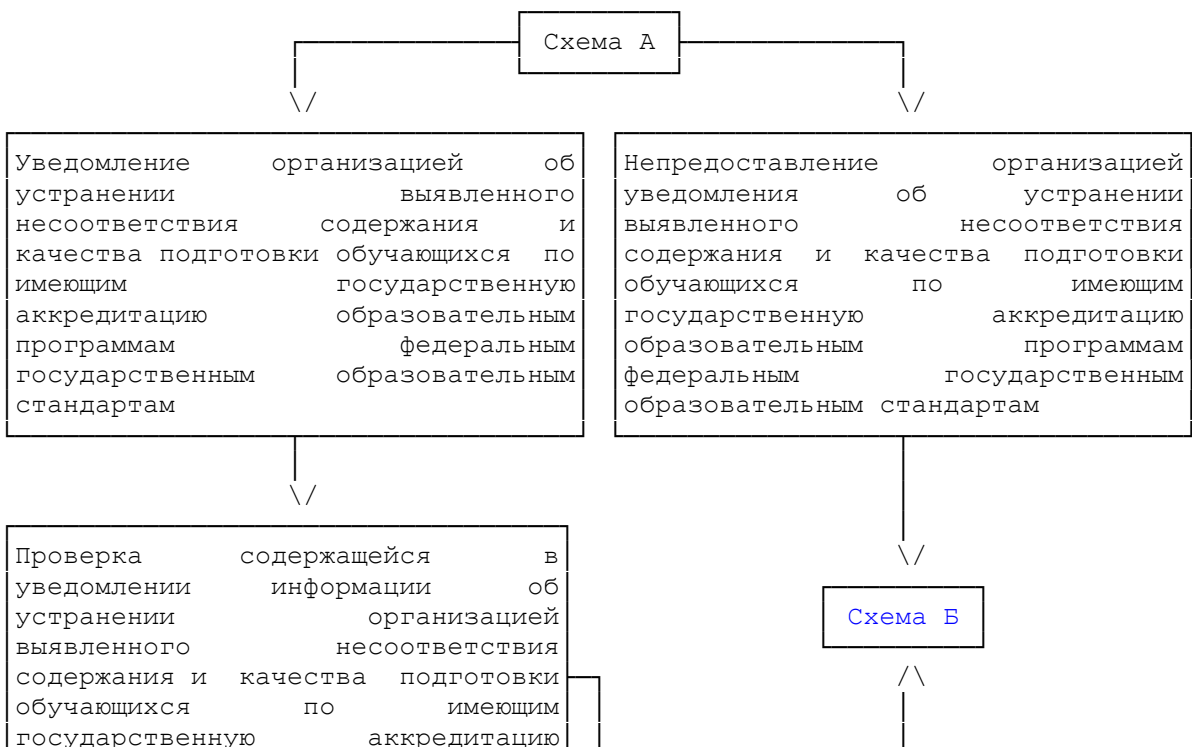 Схема А
Уведомление организацией об
устранении выявленного
несоответствия содержания и
качества подготовки обучающихся по
имеющим государственную
аккредитацию образовательным
программам федеральным
государственным образовательным
стандартам
Непредоставление организацией
уведомления об устранении
выявленного несоответствия
содержания и качества подготовки
обучающихся по имеющим
государственную аккредитацию
образовательным программам
федеральным государственным
образовательным стандартам
Проверка содержащейся в
уведомлении информации об
устранении организацией
выявленного несоответствия
содержания и качества подготовки
обучающихся по имеющим
государственную аккредитацию
Схема Б